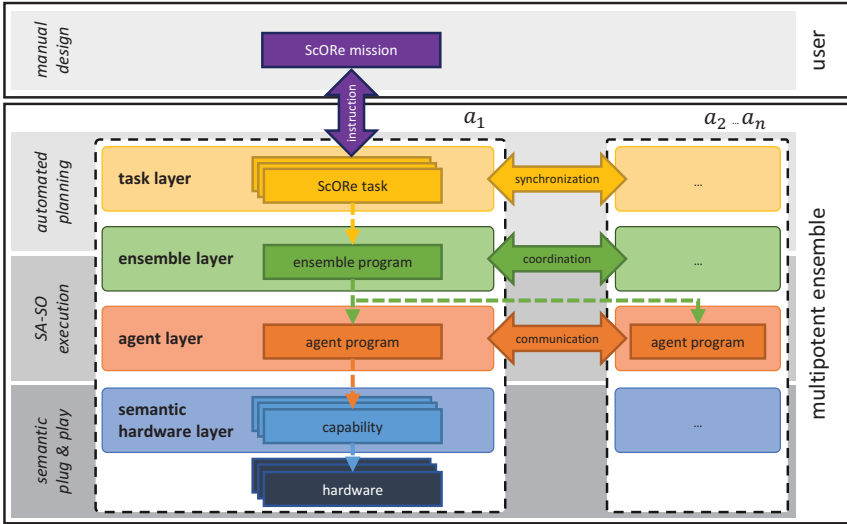 manual
design
ScORe mission
user
instruction
a₁
a₂ ... aₙ
automated
planning
task layer
ScORe task
synchronization
...
ensemble layer
ensemble program
coordination
...
SA-SO
execution
agent layer
agent program
communication
agent program
multipotent ensemble
semantic
plug & play
semantic
hardware layer
capability
...
hardware